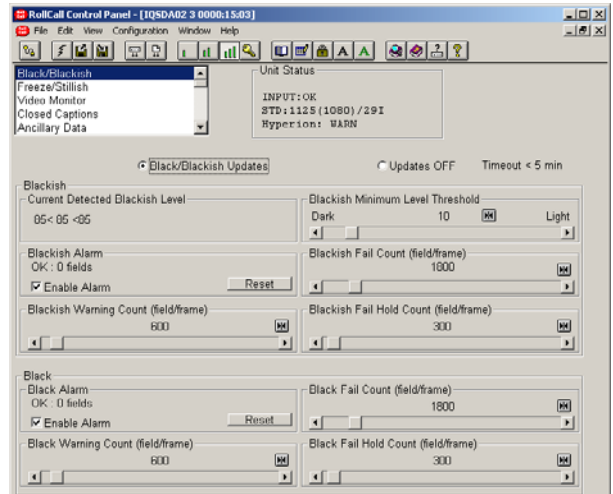 RollCall Control Panel - [IQSDA02 3 0000:15:03]
File Edit View Configuration Window Help
A A
Black/Blackish
Freeze/Stillish
Video Monitor
Closed Captions
Ancillary Data
Unit Status
INPUT:OK
STD:1125(1080)/29I
Hyperion: WARN
Black/Blackish Updates
Updates OFF
Timeout < 5 min
Blackish
Current Detected Blackish Level
05< 05 <05
Blackish Minimum Level Threshold
Dark 10 Light
Blackish Alarm
OK : 0 fields
Enable Alarm
Reset
Blackish Fail Count (field/frame)
1800
Blackish Warning Count (field/frame)
600
Blackish Fail Hold Count (field/frame)
300
Black
Black Alarm
OK : 0 fields
Enable Alarm
Reset
Black Fail Count (field/frame)
1800
Black Warning Count (field/frame)
600
Black Fail Hold Count (field/frame)
300